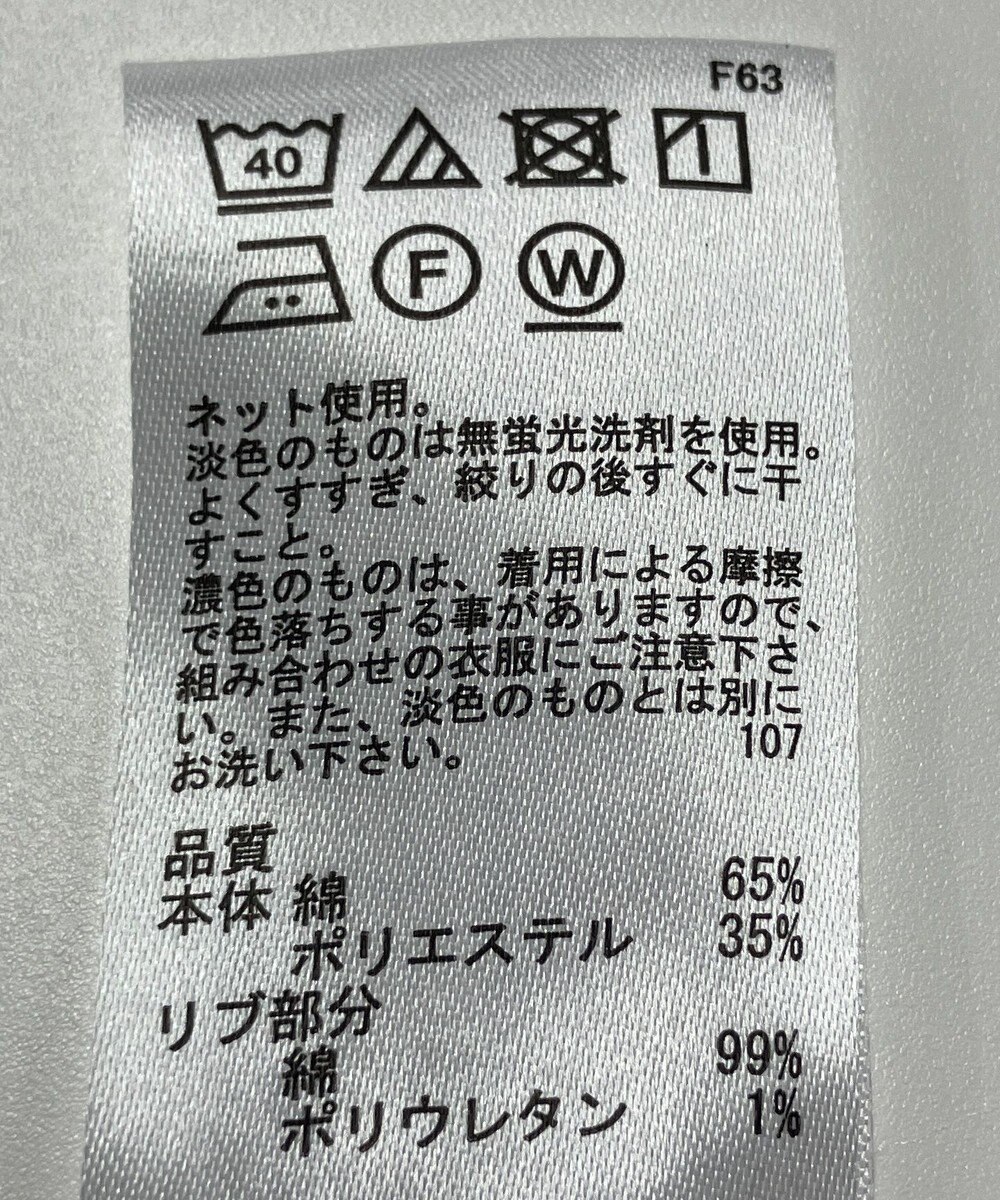 F63
40
F W
ネット使用。
淡色のものは無蛍光洗剤を使用。
よくすすぎ、絞りの後すぐに干
すこと。
濃色のものは、着用による摩擦
で色落ちする事がありますので、
組み合わせの衣服にご注意下さ
い。また、淡色のものとは別に
お洗い下さい。 107
品質
本体 綿 65%
ポリエステル 35%
リブ部分
綿 99%
ポリウレタン 1%